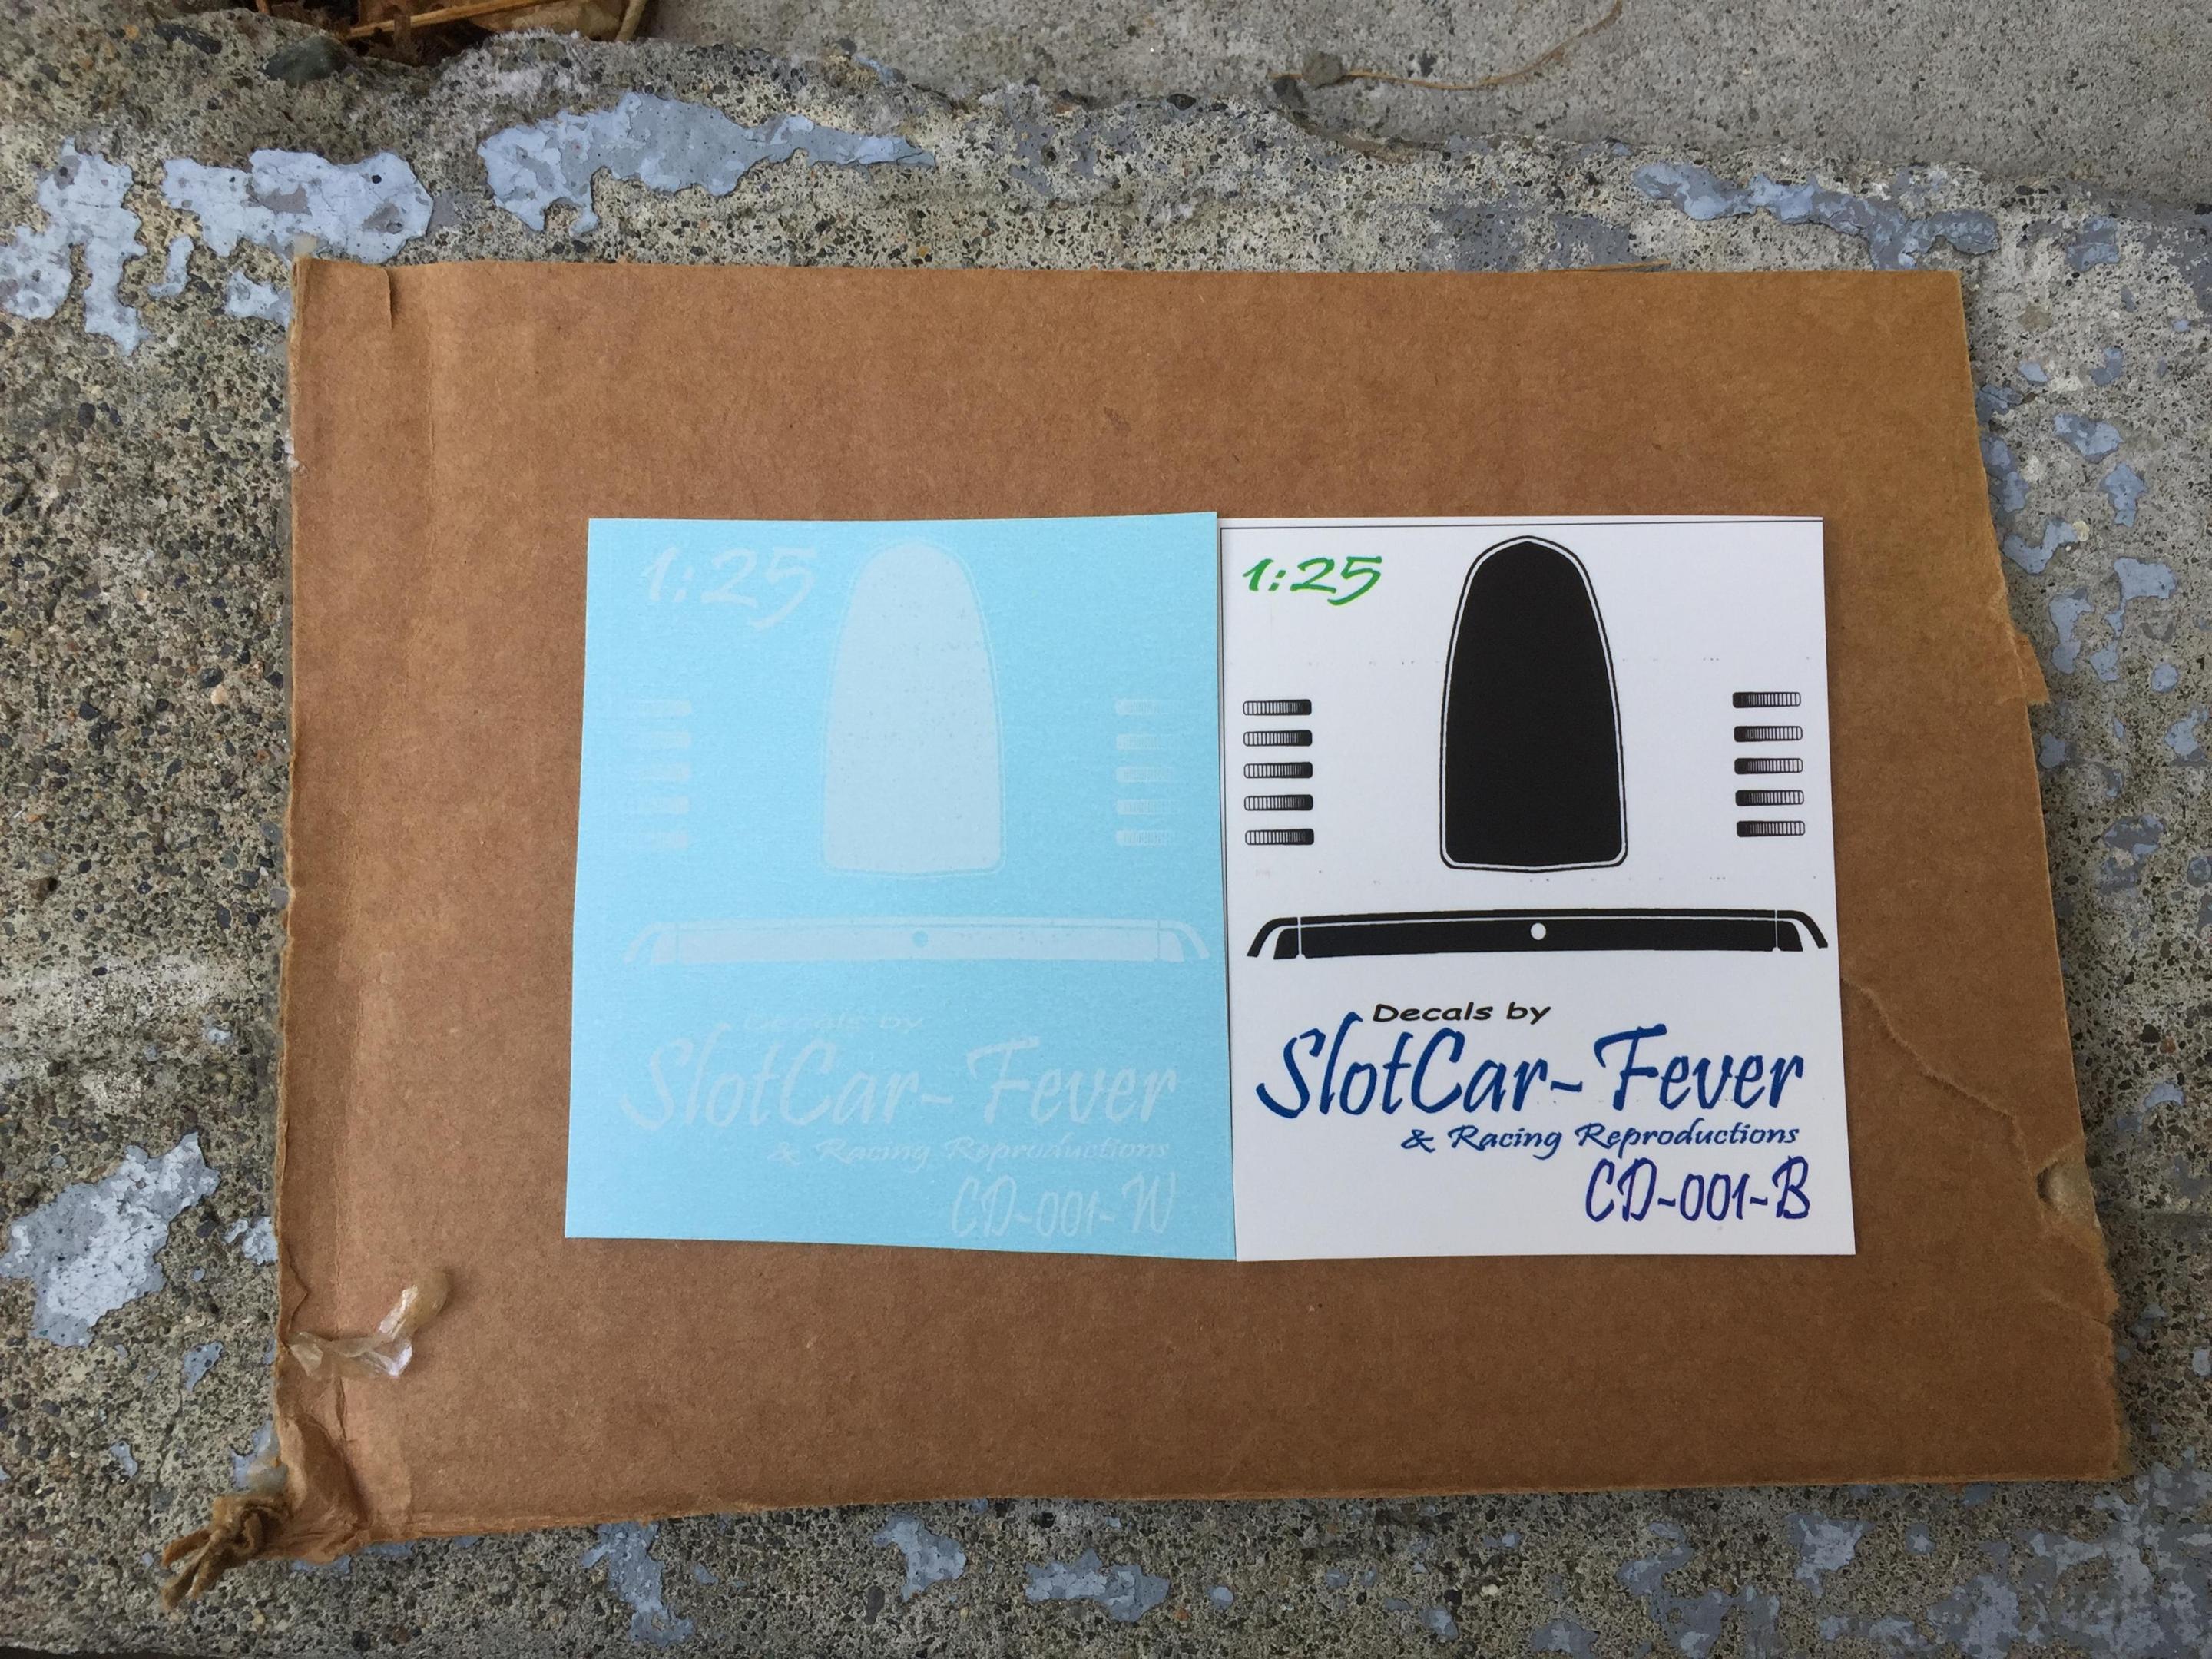 1:25
Decals by
SlotCar-Fever
& Racing Reproductions
CD-001-W
1:25
Decals by
SlotCar-Fever
& Racing Reproductions
CD-001-B